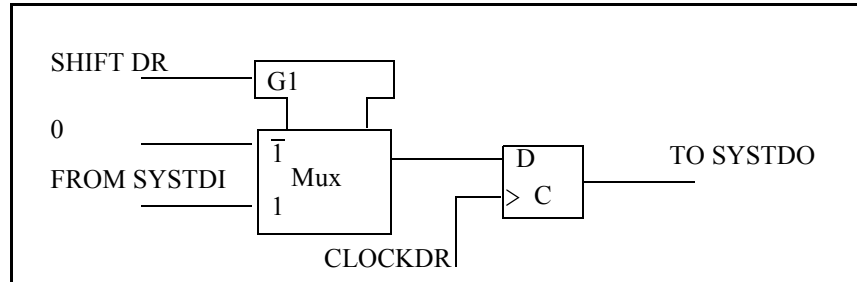 SHIFT DR
G1
0
1̅
FROM SYSTDI
Mux
1
D
C
TO SYSTDO
CLOCKDR